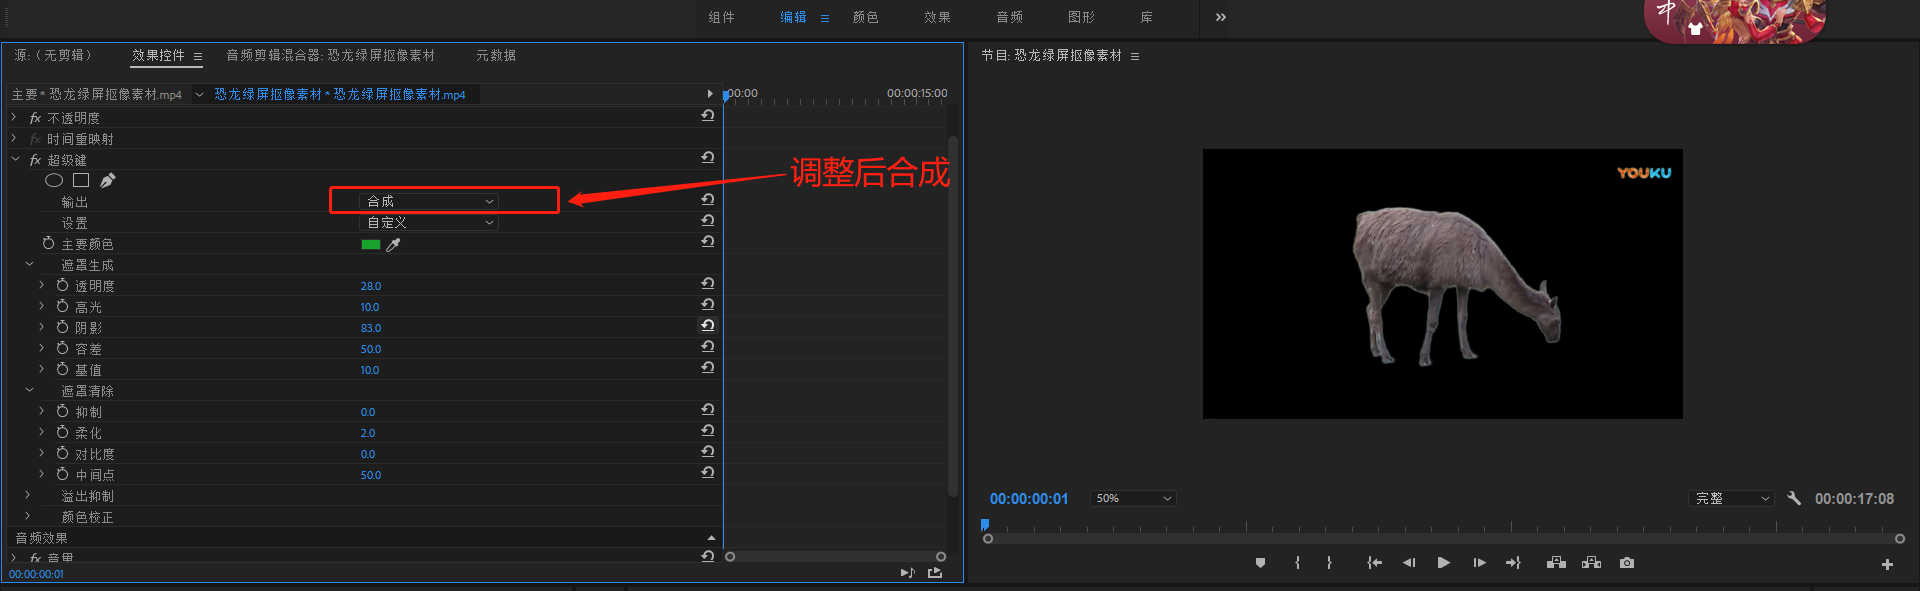 组件 编辑 颜色 效果 音频 图形 库
源:（无剪辑） 效果控件 音频剪辑混合器: 恐龙绿屏抠像素材 元数据
节目: 恐龙绿屏抠像素材
主要 * 恐龙绿屏抠像素材.mp4 恐龙绿屏抠像素材 * 恐龙绿屏抠像素材.mp4
:00:00 00:00:15:00
fx 不透明度
fx 时间重映射
fx 超级键
调整后合成
输出 合成
设置 自定义
主要颜色
遮罩生成
透明度 28.0
高光 10.0
阴影 83.0
容差 50.0
基值 10.0
遮罩清除
抑制 0.0
柔化 2.0
对比度 0.0
中间点 50.0
溢出抑制
颜色校正
音频效果
fx 音量
00:00:00:01
YOUKU
00:00:00:01 50% 完整 00:00:17:08
中